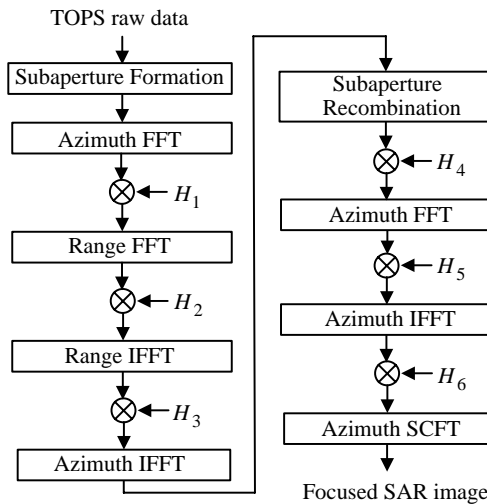 TOPS raw data
Subaperture Formation
Azimuth FFT
H1
Range FFT
H2
Range IFFT
H3
Azimuth IFFT
Subaperture
Recombination
H4
Azimuth FFT
H5
Azimuth IFFT
H6
Azimuth SCFT
Focused SAR image